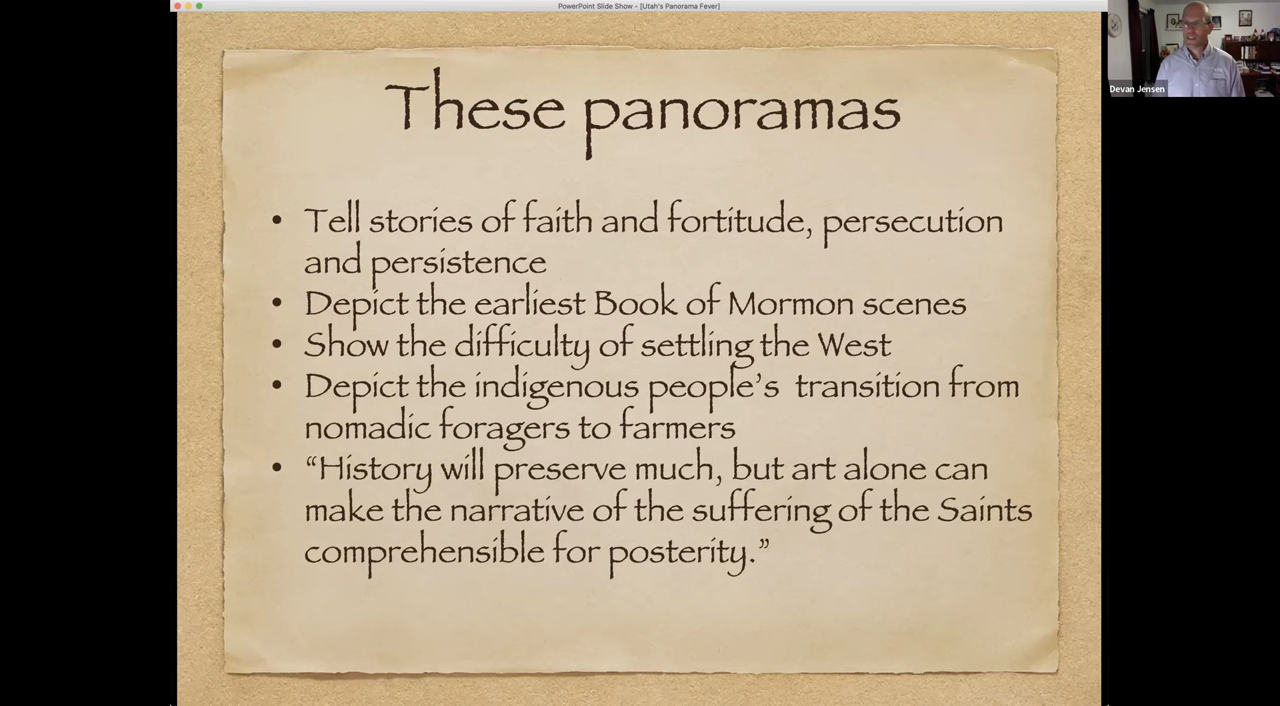 PowerPoint Slide Show - [Utah's Panorama Fever]
Devan Jensen
These panoramas
• Tell stories of faith and fortitude, persecution
and persistence
• Depict the earliest Book of Mormon scenes
• Show the difficulty of settling the West
• Depict the indigenous people’s  transition from
nomadic foragers to farmers
• “History will preserve much, but art alone can
make the narrative of the suffering of the Saints
comprehensible for posterity.”